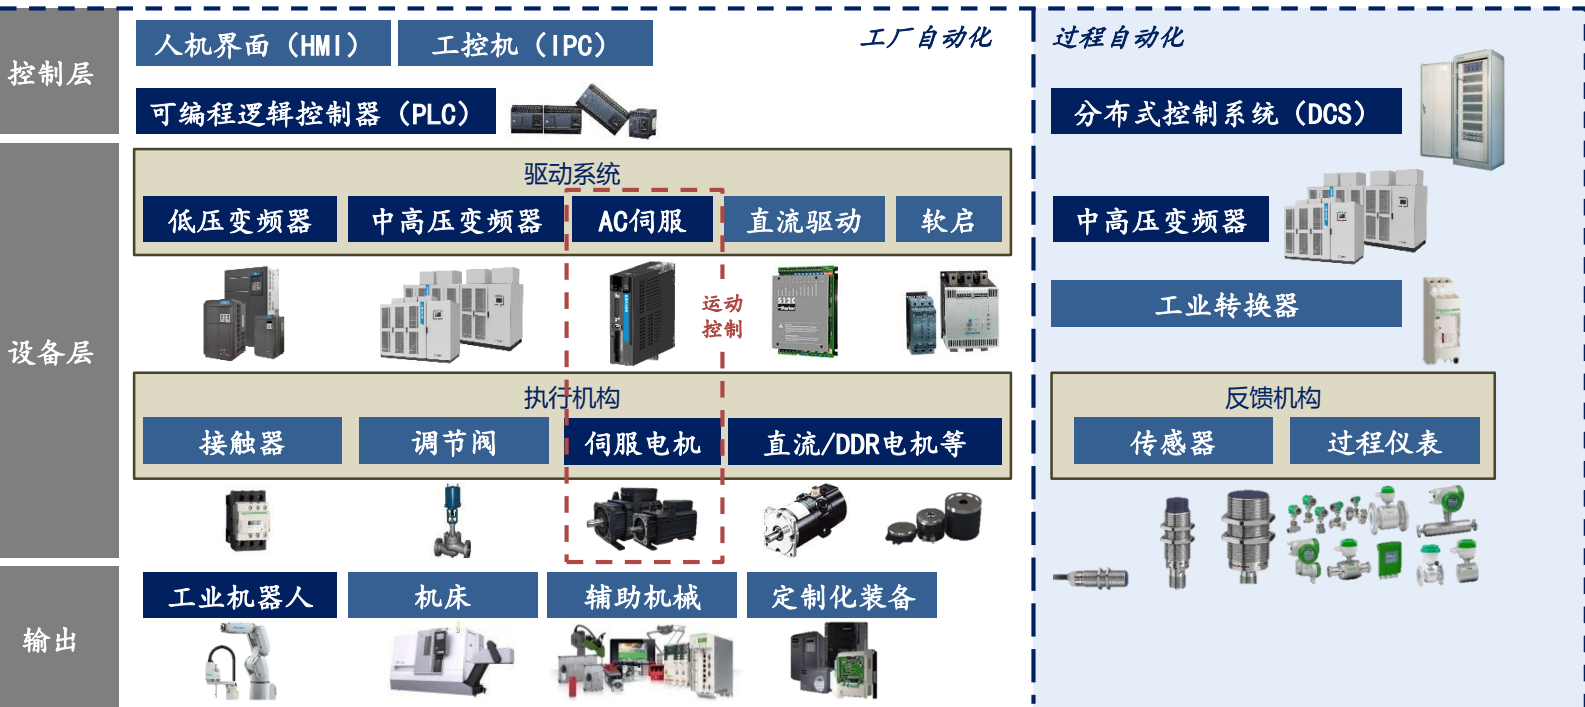 控制层
人机界面（HMI）
工控机（IPC）
工厂自动化
过程自动化
可编程逻辑控制器（PLC）
分布式控制系统（DCS）
设备层
驱动系统
低压变频器
中高压变频器
AC伺服
直流驱动
软启
中高压变频器
运动
控制
512C
工业转换器
执行机构
接触器
调节阀
伺服电机
直流/DDR电机等
反馈机构
传感器
过程仪表
输出
工业机器人
机床
辅助机械
定制化装备